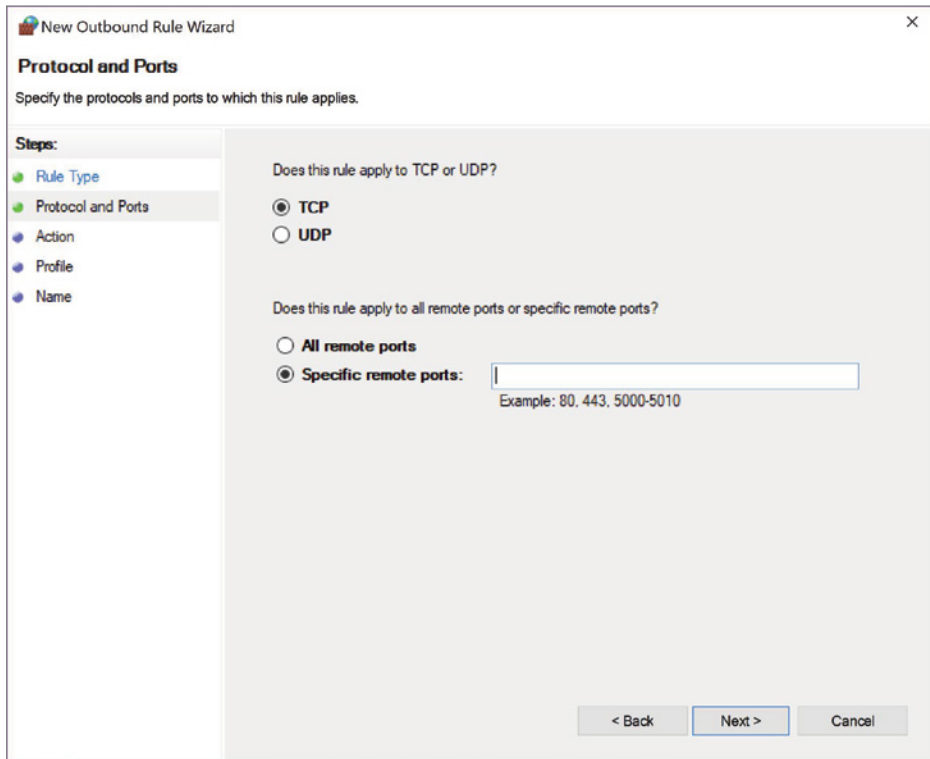 New Outbound Rule Wizard
Protocol and Ports
Specify the protocols and ports to which this rule applies.
Steps:
Rule Type
Protocol and Ports
Action
Profile
Name
Does this rule apply to TCP or UDP?
TCP
UDP
Does this rule apply to all remote ports or specific remote ports?
All remote ports
Specific remote ports:
Example: 80, 443, 5000-5010
< Back
Next >
Cancel